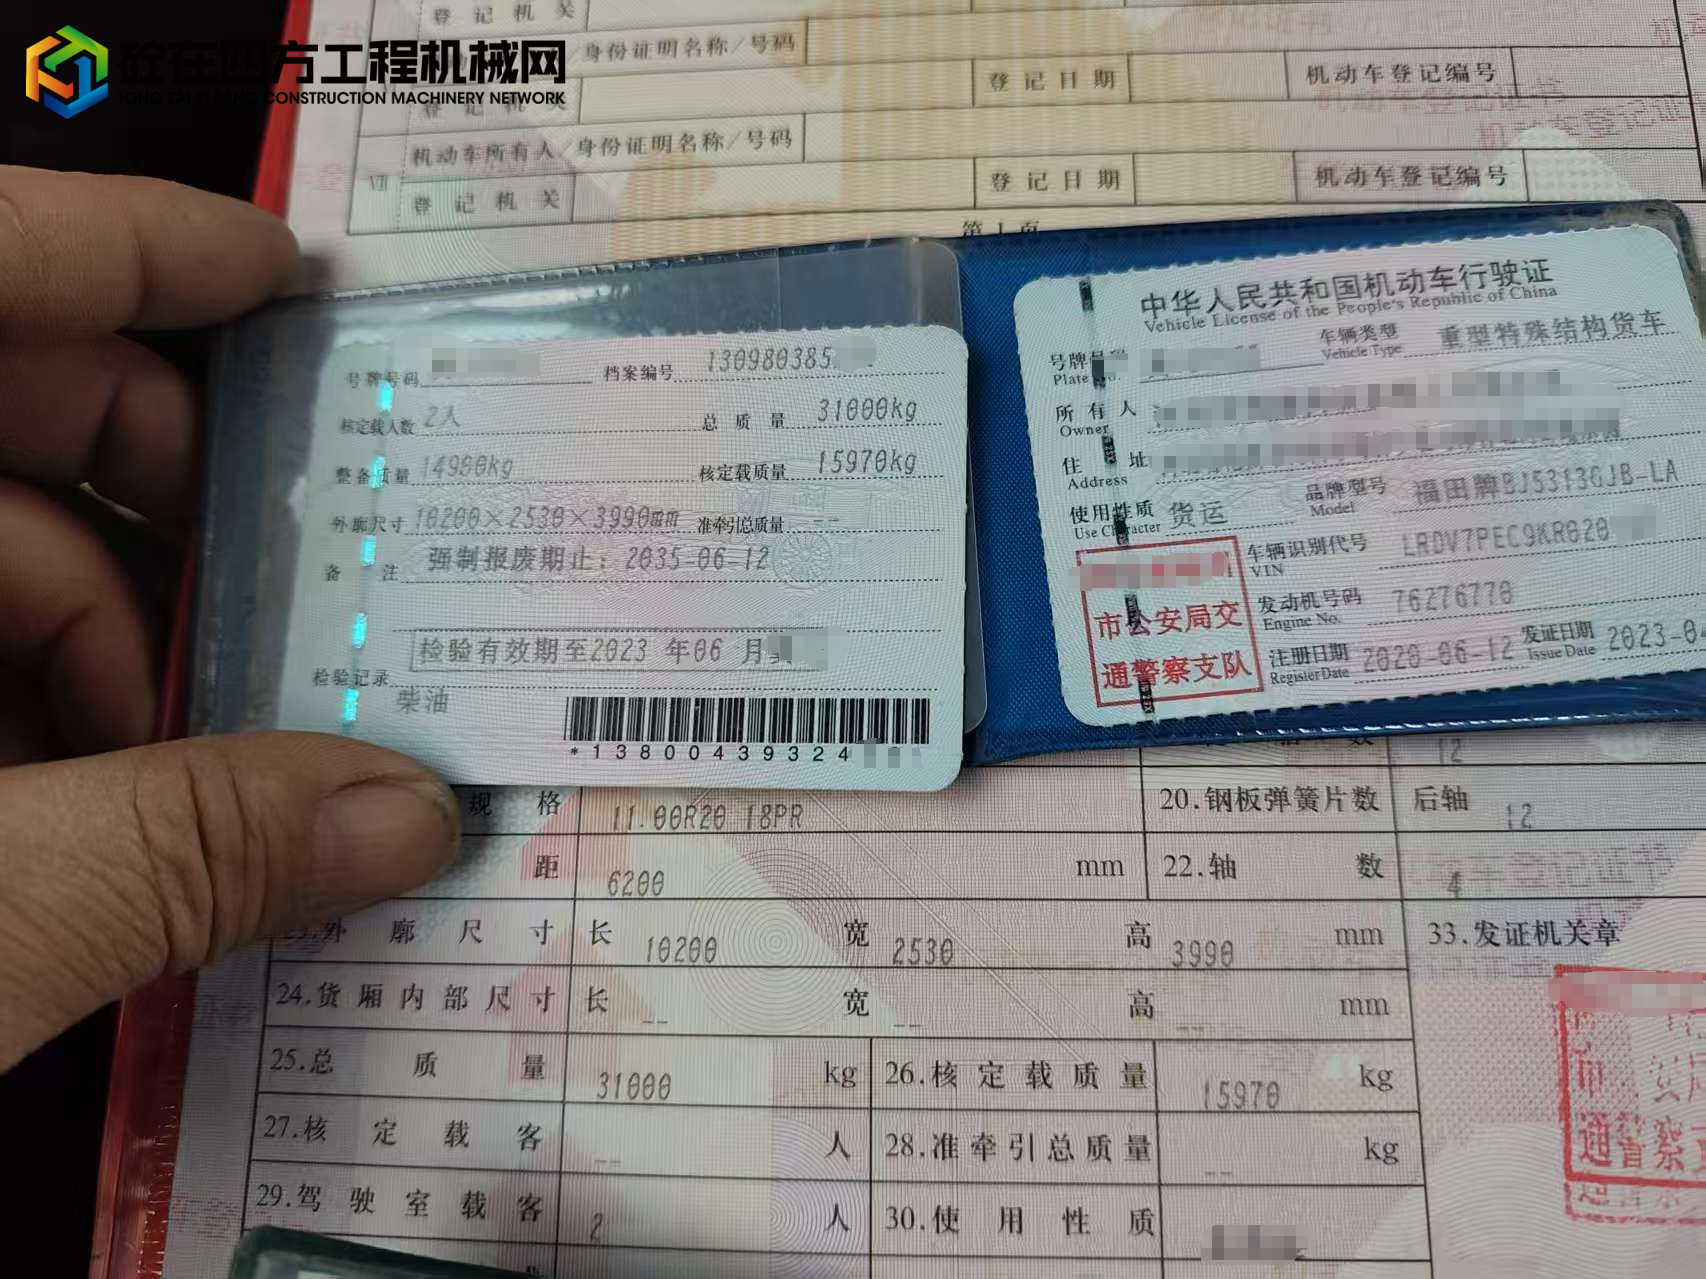 砼在四方工程机械网
TONG ZAI SI FANG CONSTRUCTION MACHINERY NETWORK
登记机关
身份证明名称/号码
登记日期
机动车登记编号
登记机关
机动车所有人/身份证明名称/号码
Ⅶ
登记日期
机动车登记编号
登记机关
号牌号码
档案编号 130980385
核定载人数 2人
总质量 31000kg
整备质量 14980kg
核定载质量 15970kg
外廓尺寸 10200×2530×3990mm 准牵引总质量 --
备注 强制报废期止：2035-06-12
检验记录 检验有效期至2023 年06 月
柴油
*13800439324
中华人民共和国机动车行驶证
Vehicle License of the People's Republic of China
号牌号码
Plate No.
车辆类型 重型特殊结构货车
Vehicle Type
所有人
Owner
住址
Address
使用性质 货运
Use Character
品牌型号 福田牌BJ5313GJB-LA
Model
车辆识别代号 LRDV7PEC9KR020
VIN
市公安局交
通警察支队
发动机号码 76276770
Engine No.
注册日期 2020-06-12
Register Date
发证日期 2023-0
Issue Date
12
规格 11.00R20 18PR
20.钢板弹簧片数 后轴 12
距 6200 mm
22.轴数 4
外廓尺寸 长 10200 宽 2530 高 3990 mm
33.发证机关章
24.货厢内部尺寸 长 -- 宽 -- 高 -- mm
25.总质量 31000 kg
26.核定载质量 15970 kg
27.核定载客 -- 人
28.准牵引总质量 -- kg
29.驾驶室载客 2 人
30.使用性质
市
通警察